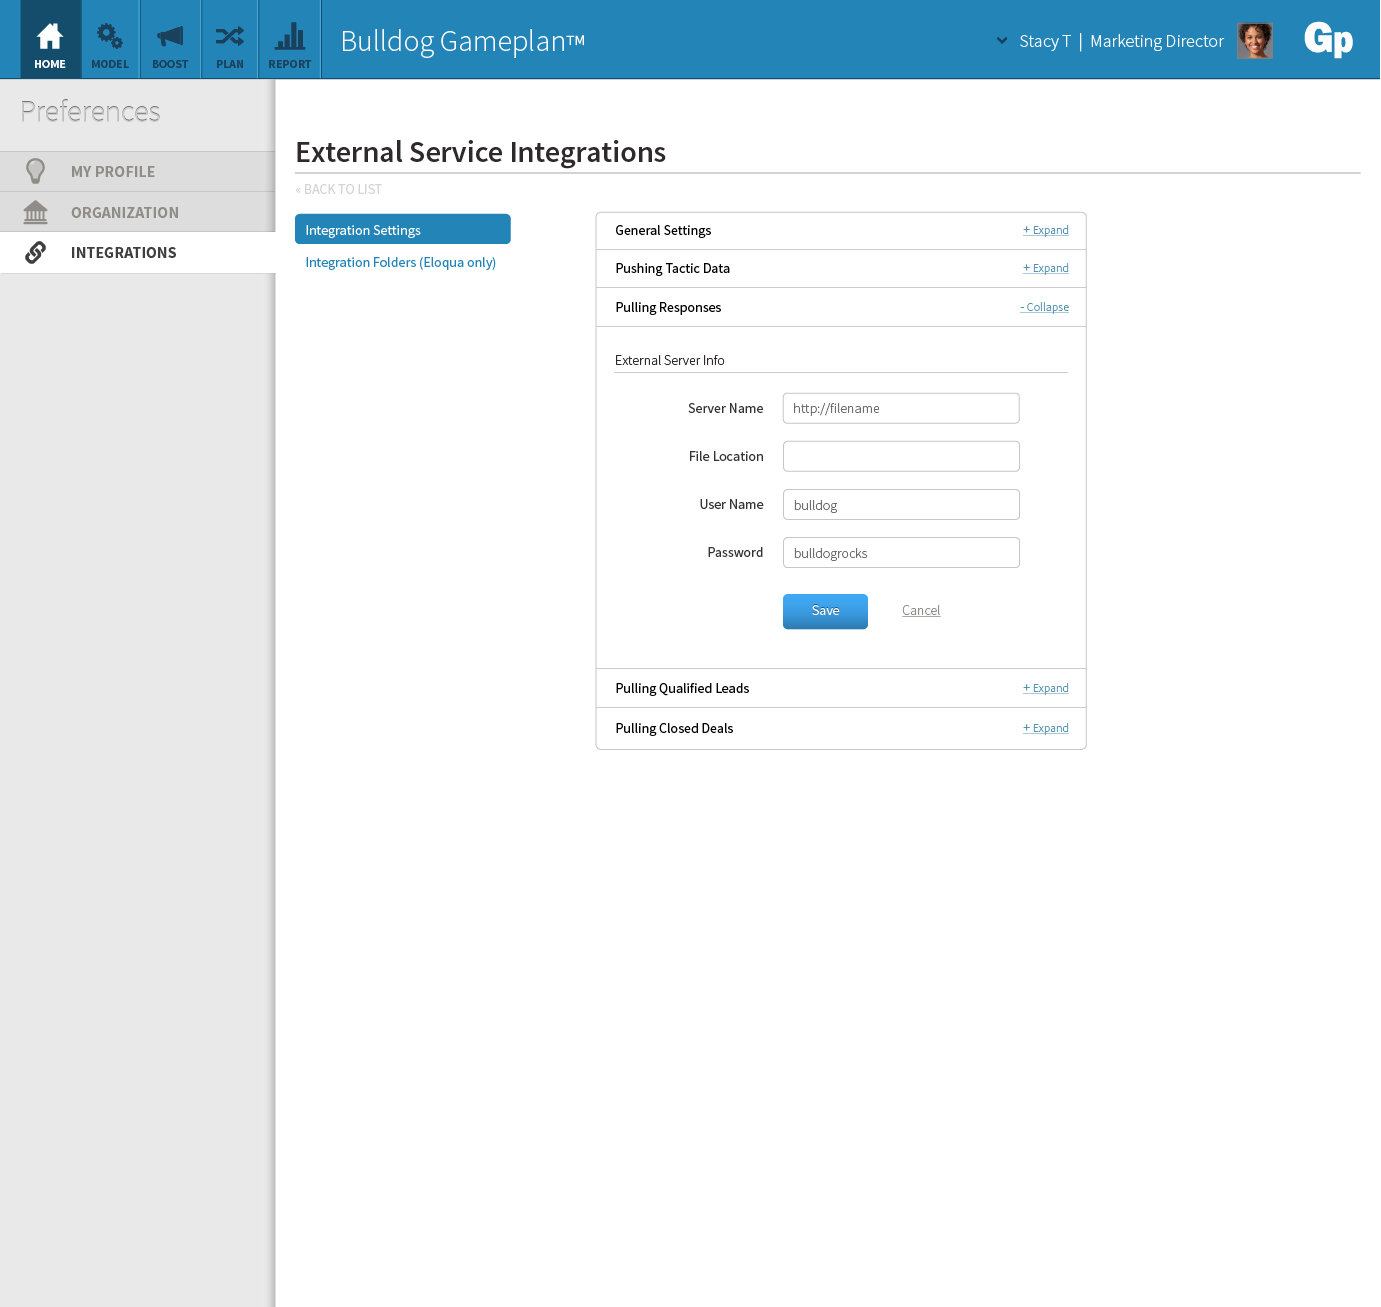 HOME
MODEL
BOOST
PLAN
REPORT
Bulldog Gameplan™
Stacy T | Marketing Director
Gp
Preferences
MY PROFILE
ORGANIZATION
INTEGRATIONS
External Service Integrations
« BACK TO LIST
Integration Settings
Integration Folders (Eloqua only)
General Settings + Expand
Pushing Tactic Data + Expand
Pulling Responses - Collapse
External Server Info
Server Name http://filename
File Location
User Name bulldog
Password bulldogrocks
Save Cancel
Pulling Qualified Leads + Expand
Pulling Closed Deals + Expand